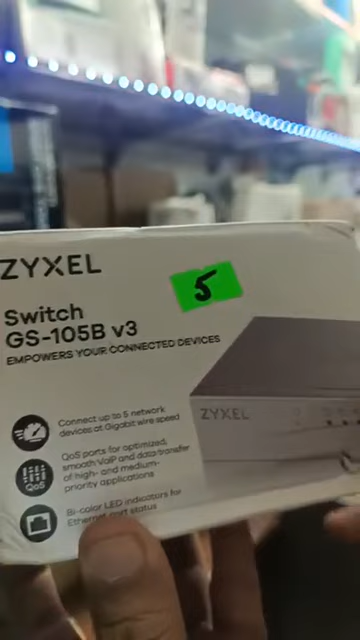 ZYXEL
5
Switch
GS-105B v3
EMPOWERS YOUR CONNECTED DEVICES
ZYXEL
Connect up to 5 network
devices at Gigabit wire speed
QoS ports for optimized,
smooth VoIP and data transfer
of high- and medium-
priority applications
QoS
Bi-color LED indicators for
Ethernet port status